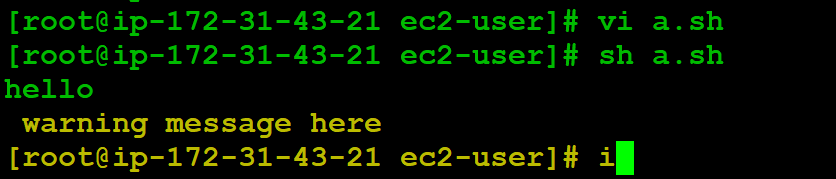 [root@ip-172-31-43-21 ec2-user]# vi a.sh
[root@ip-172-31-43-21 ec2-user]# sh a.sh
hello
 warning message here
[root@ip-172-31-43-21 ec2-user]# i